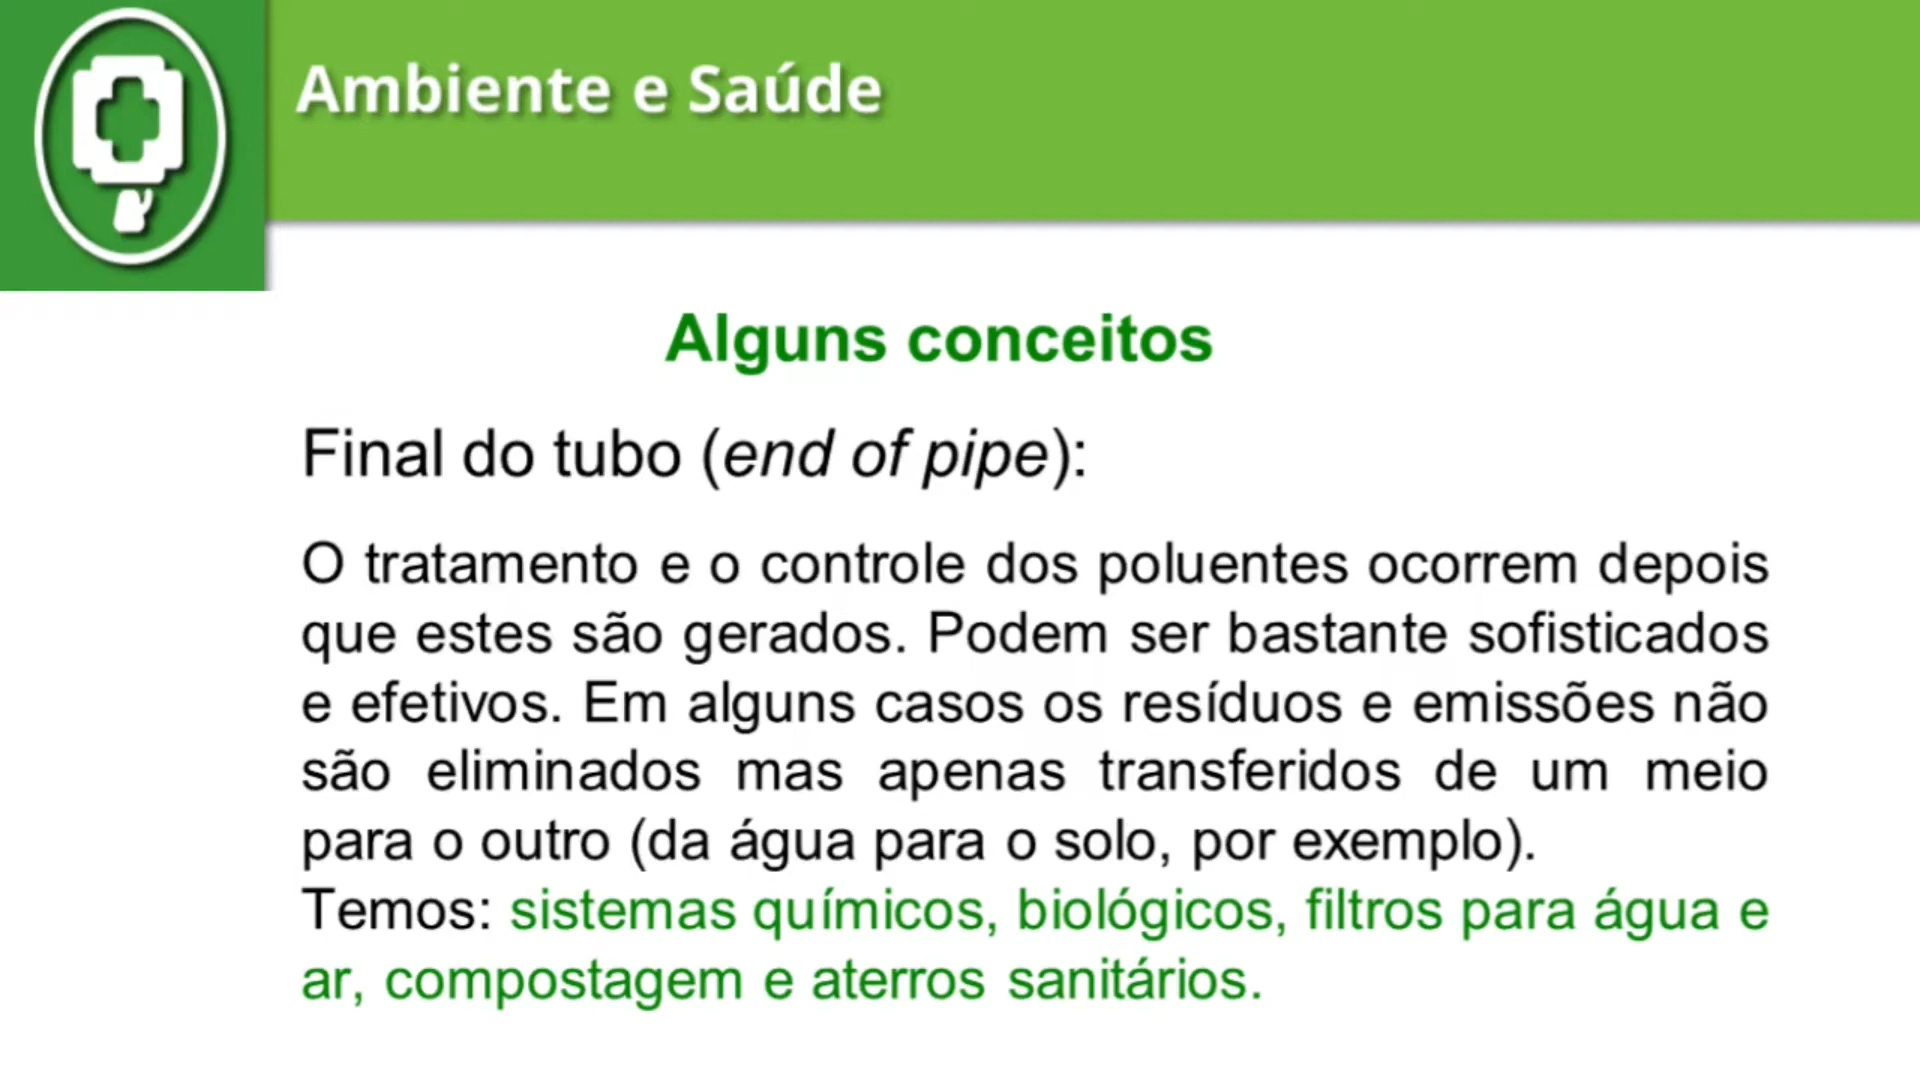 Ambiente e Saúde
Alguns conceitos
Final do tubo (end of pipe):
O tratamento e o controle dos poluentes ocorrem depois
que estes são gerados. Podem ser bastante sofisticados
e efetivos. Em alguns casos os resíduos e emissões não
são eliminados mas apenas transferidos de um meio
para o outro (da água para o solo, por exemplo).
Temos: sistemas químicos, biológicos, filtros para água e
ar, compostagem e aterros sanitários.